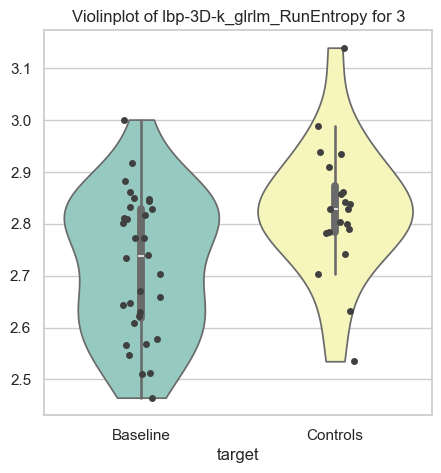 Violinplot of lbp-3D-k_glrlm_RunEntropy for 3
3.1
3.0
2.9
2.8
2.7
2.6
2.5
Baseline Controls
target